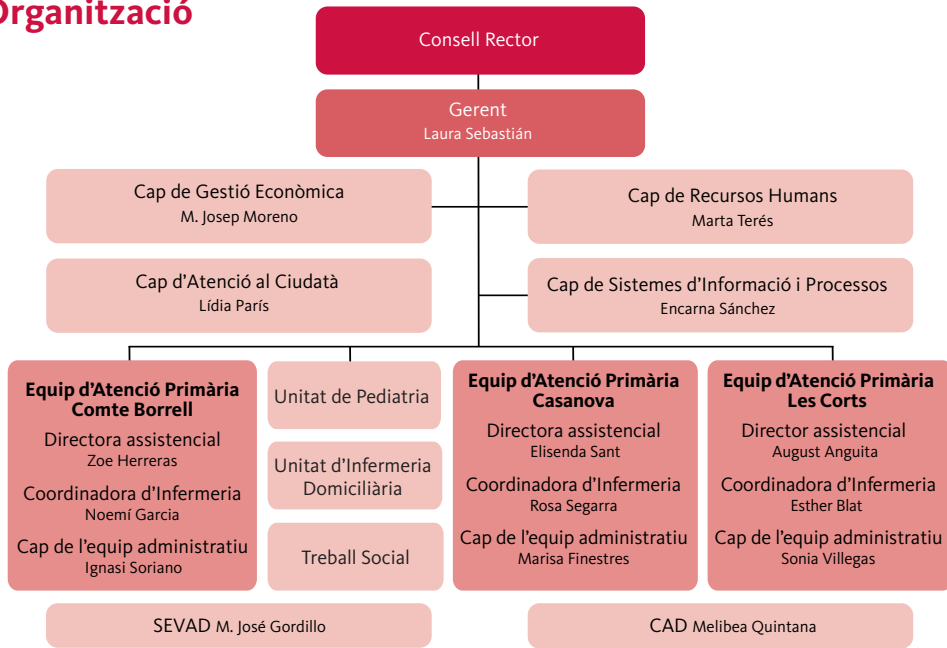 Organització
Consell Rector
Gerent
Laura Sebastián
Cap de Gestió Econòmica
M. Josep Moreno
Cap de Recursos Humans
Marta Terés
Cap d'Atenció al Ciudatà
Lídia París
Cap de Sistemes d'Informació i Processos
Encarna Sánchez
Equip d'Atenció Primària
Comte Borrell
Directora assistencial
Zoe Herreras
Coordinadora d'Infermeria
Noemí Garcia
Cap de l'equip administratiu
Ignasi Soriano
Unitat de Pediatria
Unitat d'Infermeria
Domiciliària
Treball Social
Equip d'Atenció Primària
Casanova
Directora assistencial
Elisenda Sant
Coordinadora d'Infermeria
Rosa Segarra
Cap de l'equip administratiu
Marisa Finestres
Equip d'Atenció Primària
Les Corts
Director assistencial
August Anguita
Coordinadora d'Infermeria
Esther Blat
Cap de l'equip administratiu
Sonia Villegas
SEVAD M. José Gordillo
CAD Melibea Quintana